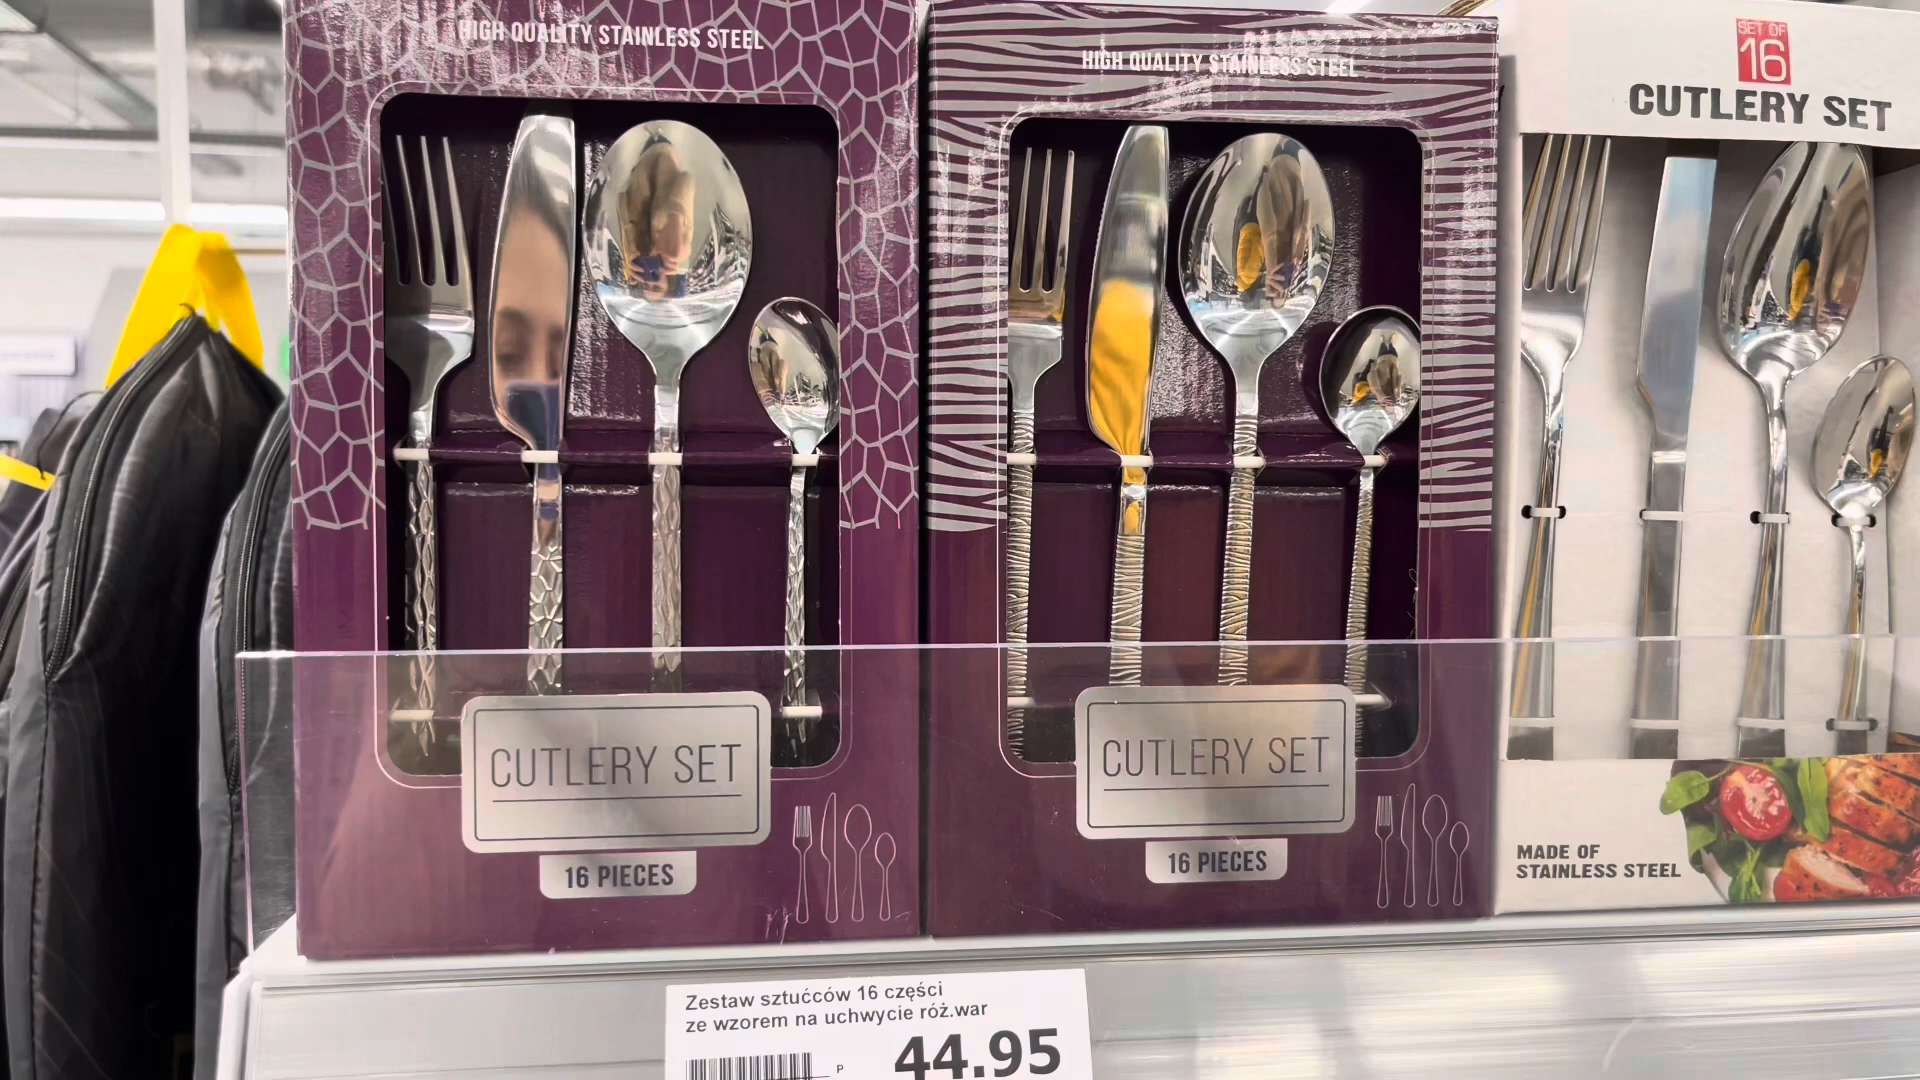 HIGH QUALITY STAINLESS STEEL
CUTLERY SET
16 PIECES
HIGH QUALITY STAINLESS STEEL
CUTLERY SET
16 PIECES
SET OF
16
CUTLERY SET
MADE OF
STAINLESS STEEL
Zestaw sztućców 16 części
ze wzorem na uchwycie róż.war
P
44.95